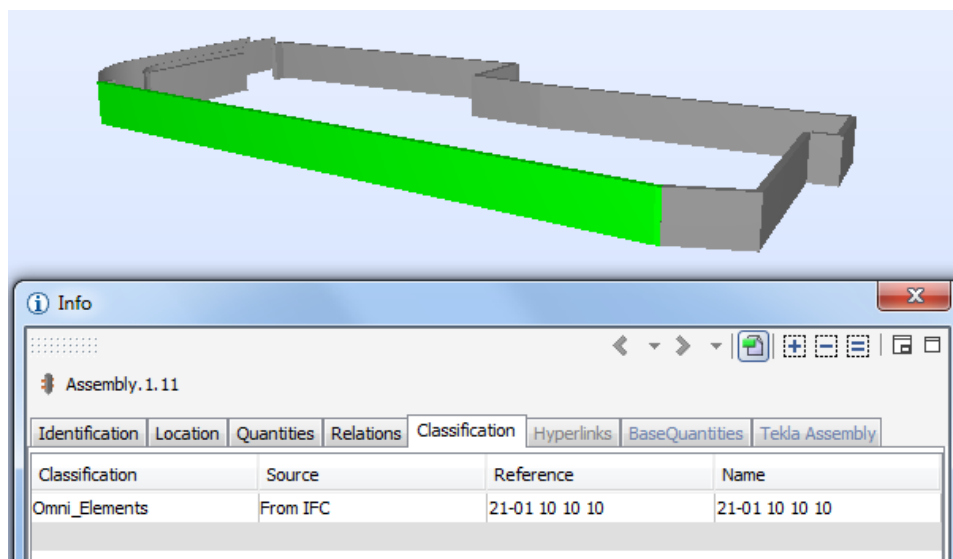 Info
Assembly.1.11
Identification Location Quantities Relations Classification Hyperlinks BaseQuantities Tekla Assembly
Classification Source Reference Name
Omni_Elements From IFC 21-01 10 10 10 21-01 10 10 10